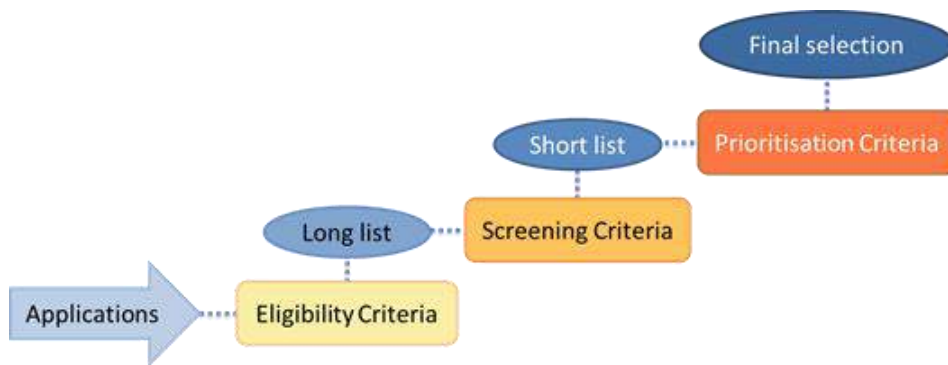 Final selection
Short list
Prioritisation Criteria
Long list
Screening Criteria
Applications
Eligibility Criteria